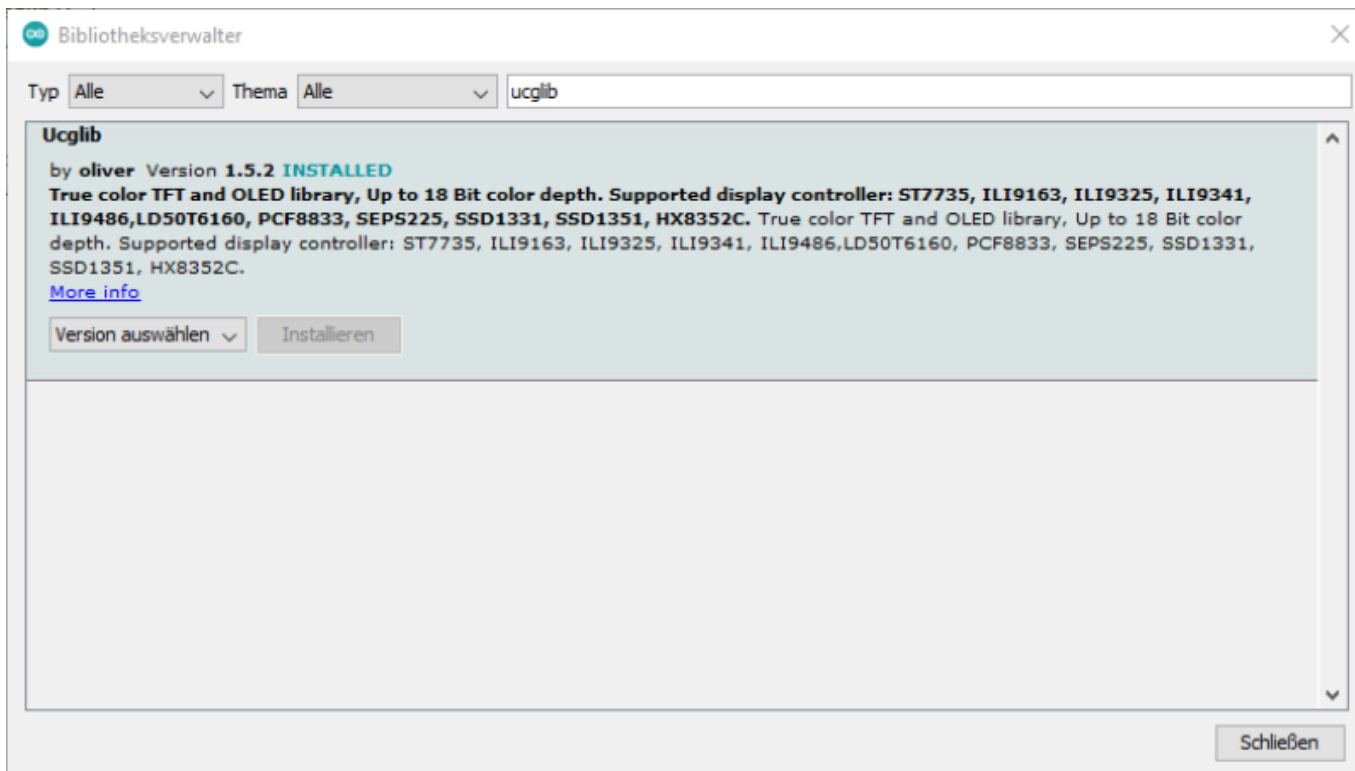 Bibliotheksverwalter
Typ Alle Thema Alle ucglib
Ucglib
by oliver Version 1.5.2 INSTALLED
True color TFT and OLED library, Up to 18 Bit color depth. Supported display controller: ST7735, ILI9163, ILI9325, ILI9341,
ILI9486,LD50T6160, PCF8833, SEPS225, SSD1331, SSD1351, HX8352C. True color TFT and OLED library, Up to 18 Bit color
depth. Supported display controller: ST7735, ILI9163, ILI9325, ILI9341, ILI9486,LD50T6160, PCF8833, SEPS225, SSD1331,
SSD1351, HX8352C.
More info
Version auswählen Installieren
Schließen